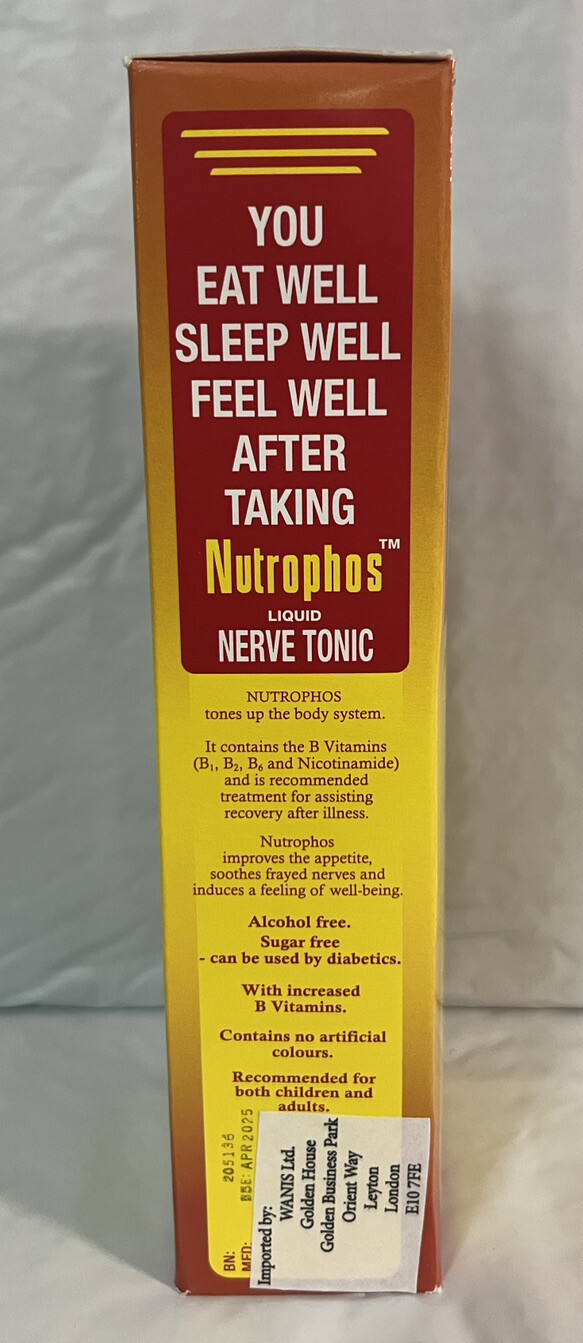 YOU
EAT WELL
SLEEP WELL
FEEL WELL
AFTER
TAKING
Nutrophos™
LIQUID
NERVE TONIC
NUTROPHOS
tones up the body system.
It contains the B Vitamins
(B₁, B₂, B₆ and Nicotinamide)
and is recommended
treatment for assisting
recovery after illness.
Nutrophos
improves the appetite,
soothes frayed nerves and
induces a feeling of well-being.
Alcohol free.
Sugar free
- can be used by diabetics.
With increased
B Vitamins.
Contains no artificial
colours.
Recommended for
both children and
adults.
BN: 205136
MFD: BBE: APR 2025
Imported by:
WANIS Ltd.
Golden House
Golden Business Park
Orient Way
Leyton
London
E10 7FE